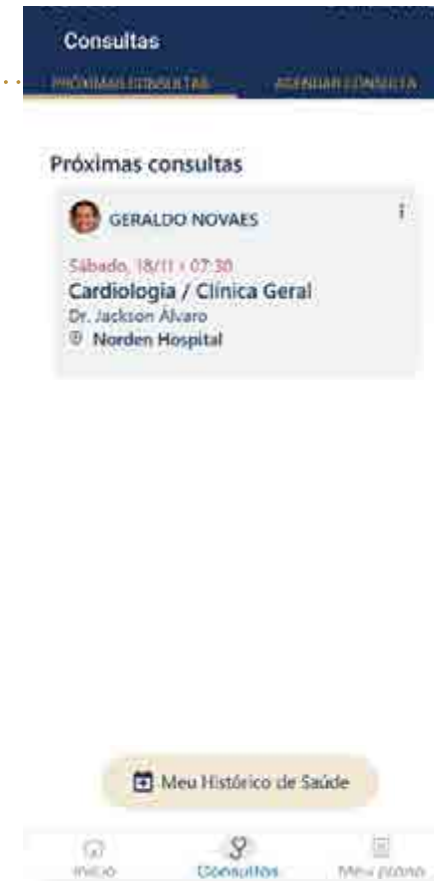 Consultas
PRÓXIMAS CONSULTAS AGENDAR CONSULTA
Próximas consultas
GERALDO NOVAES
Sábado, 18/11 • 07:30
Cardiologia / Clínica Geral
Dr. Jackson Alvaro
Norden Hospital
Meu Histórico de Saúde
Início Consultas Meu plano